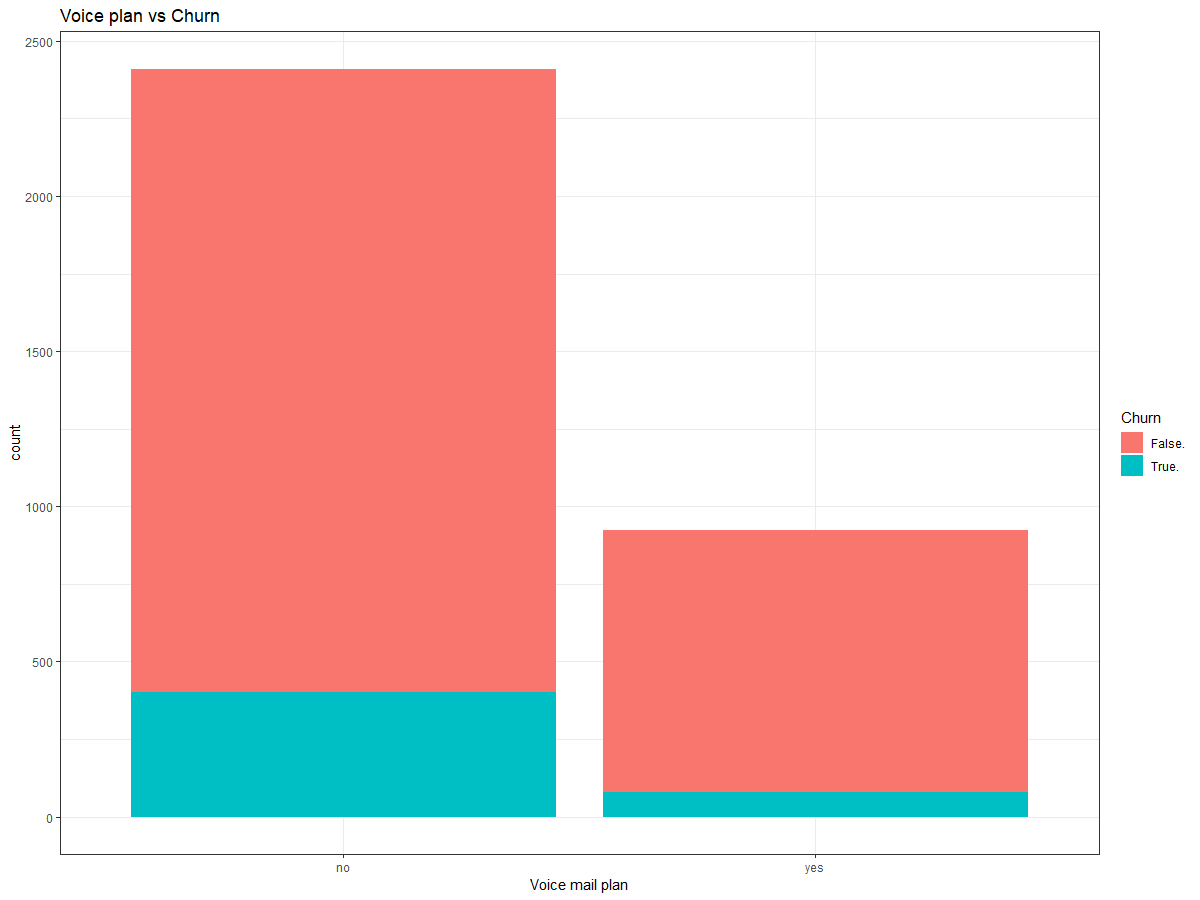 Voice plan vs Churn
2500
2000
1500
1000
500
0
count
no
yes
Voice mail plan
Churn
False.
True.